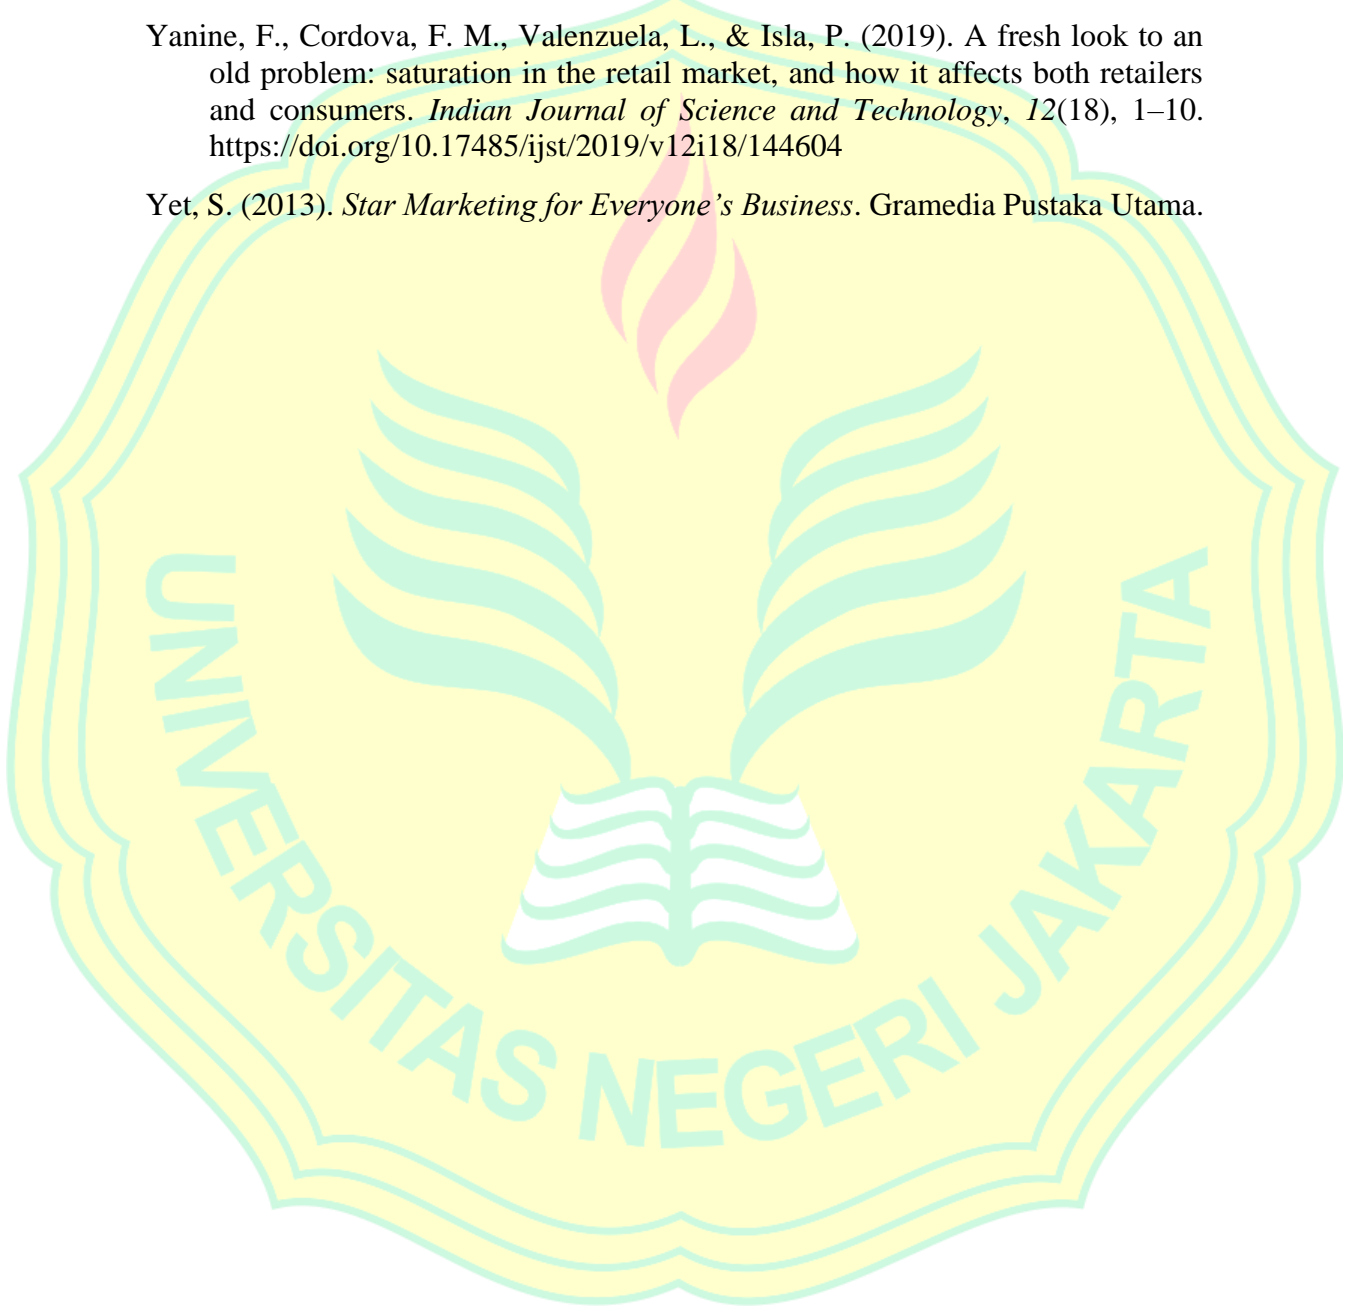 Yanine, F., Cordova, F. M., Valenzuela, L., & Isla, P. (2019). A fresh look to an
old problem: saturation in the retail market, and how it affects both retailers
and consumers. Indian Journal of Science and Technology, 12(18), 1–10.
https://doi.org/10.17485/ijst/2019/v12i18/144604
Yet, S. (2013). Star Marketing for Everyone’s Business. Gramedia Pustaka Utama.
UNIVERSITAS NEGERI JAKARTA